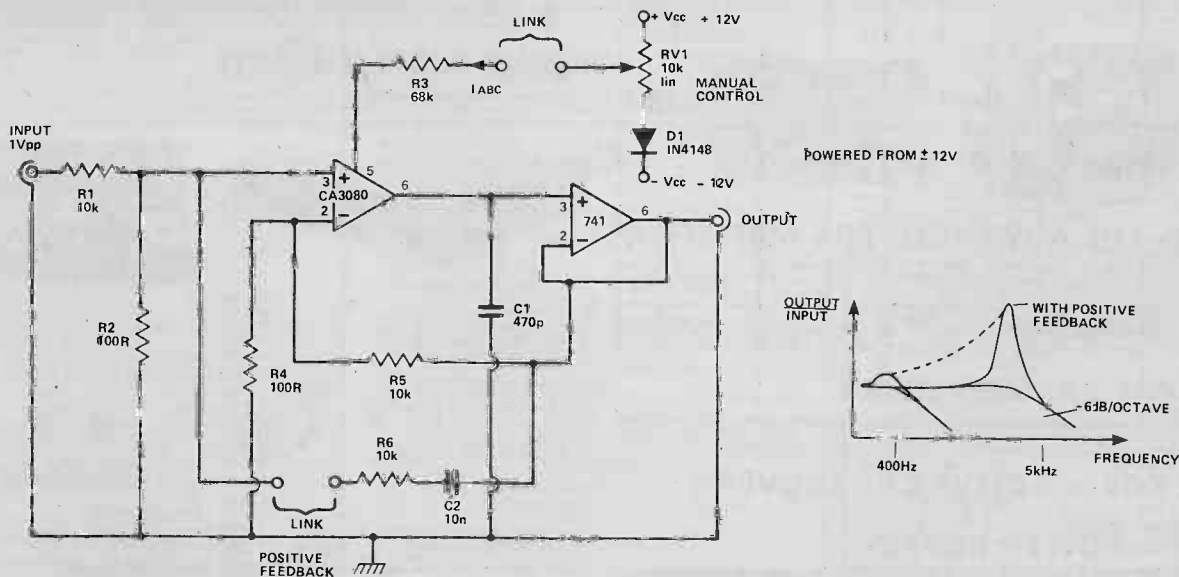 LINK
+ Vcc + 12V
RV1
10k
lin
MANUAL
CONTROL
R3
68k
I ABC
D1
IN4148
- Vcc - 12V
POWERED FROM ± 12V
INPUT
1Vpp
R1
10k
3
+
5
CA3080
6
2
−
3
+
741
6
2
−
OUTPUT
R2
100R
R4
100R
C1
470p
R5
10k
R6
10k
C2
10n
LINK
POSITIVE
FEEDBACK
OUTPUT
INPUT
WITH POSITIVE
FEEDBACK
-6dB/OCTAVE
400Hz
5kHz
FREQUENCY